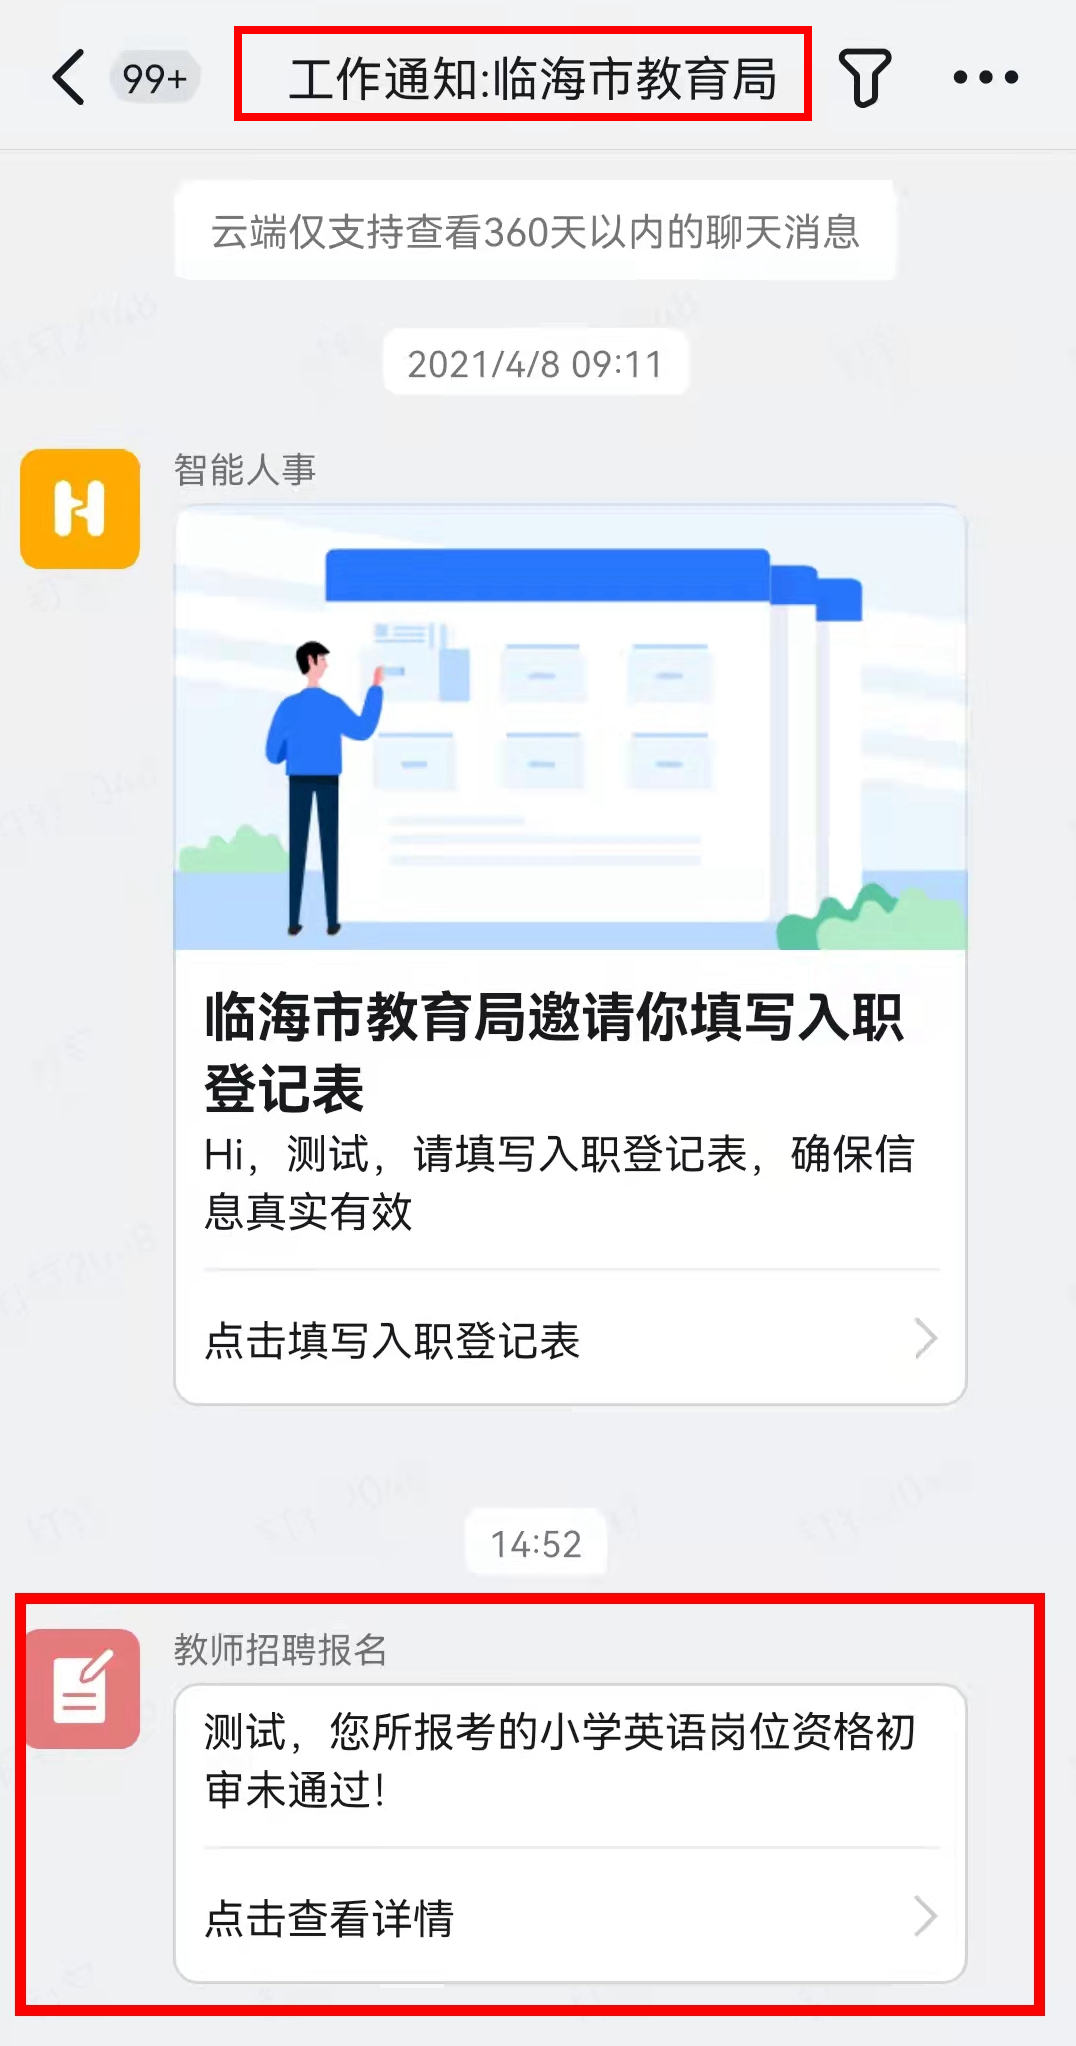 99+
工作通知:临海市教育局
云端仅支持查看360天以内的聊天消息
2021/4/8 09:11
智能人事
临海市教育局邀请你填写入职
登记表
Hi，测试，请填写入职登记表，确保信
息真实有效
点击填写入职登记表
14:52
教师招聘报名
测试，您所报考的小学英语岗位资格初
审未通过！
点击查看详情